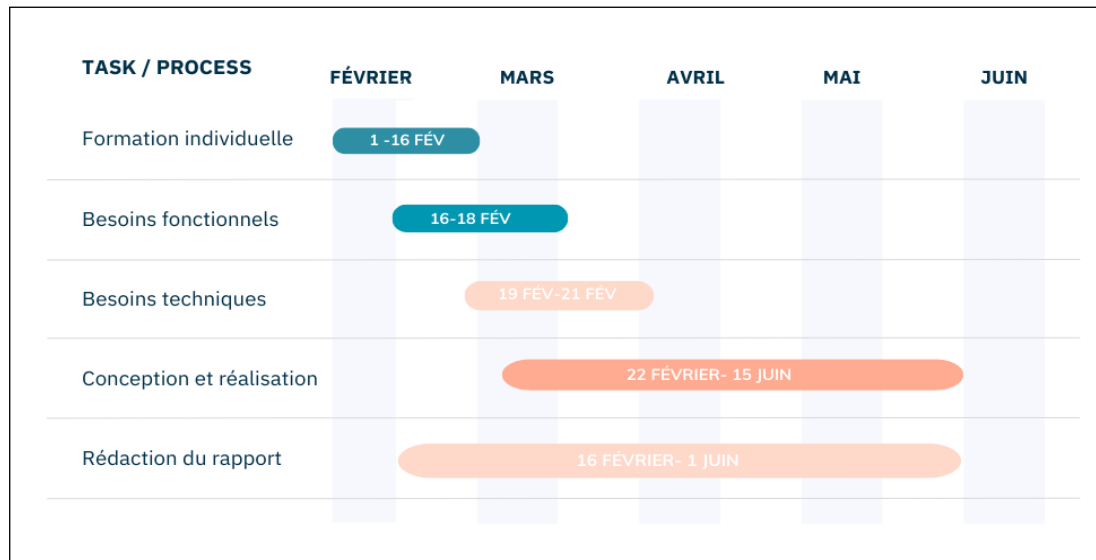 TASK / PROCESS
FÉVRIER MARS AVRIL MAI JUIN
Formation individuelle 1 -16 FÉV
Besoins fonctionnels 16-18 FÉV
Besoins techniques 19 FÉV-21 FÉV
Conception et réalisation 22 FÉVRIER- 15 JUIN
Rédaction du rapport 16 FÉVRIER- 1 JUIN